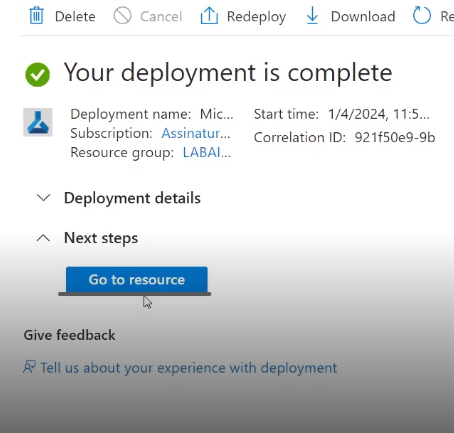 Delete Cancel Redeploy Download Re
Your deployment is complete
Deployment name: Mic... Start time: 1/4/2024, 11:5...
Subscription: Assinatur... Correlation ID: 921f50e9-9b
Resource group: LABAI...
Deployment details
Next steps
Go to resource
Give feedback
Tell us about your experience with deployment